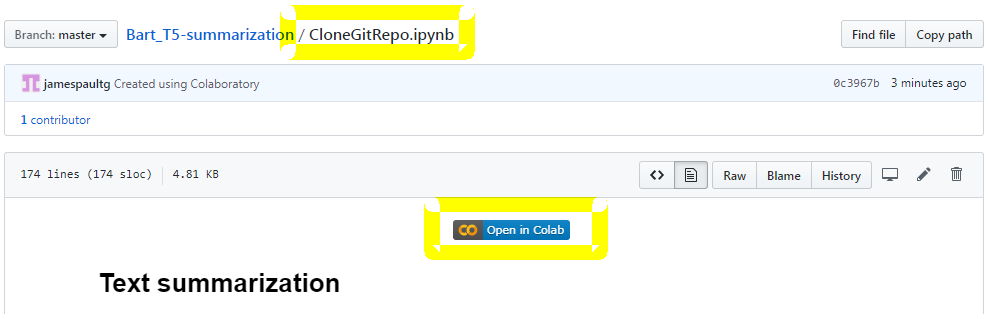 Branch: master Bart_T5-summarization / CloneGitRepo.ipynb Find file Copy path
jamespaultg Created using Colaboratory 0c3967b 3 minutes ago
1 contributor
174 lines (174 sloc) 4.81 KB Raw Blame History
CO Open in Colab
Text summarization